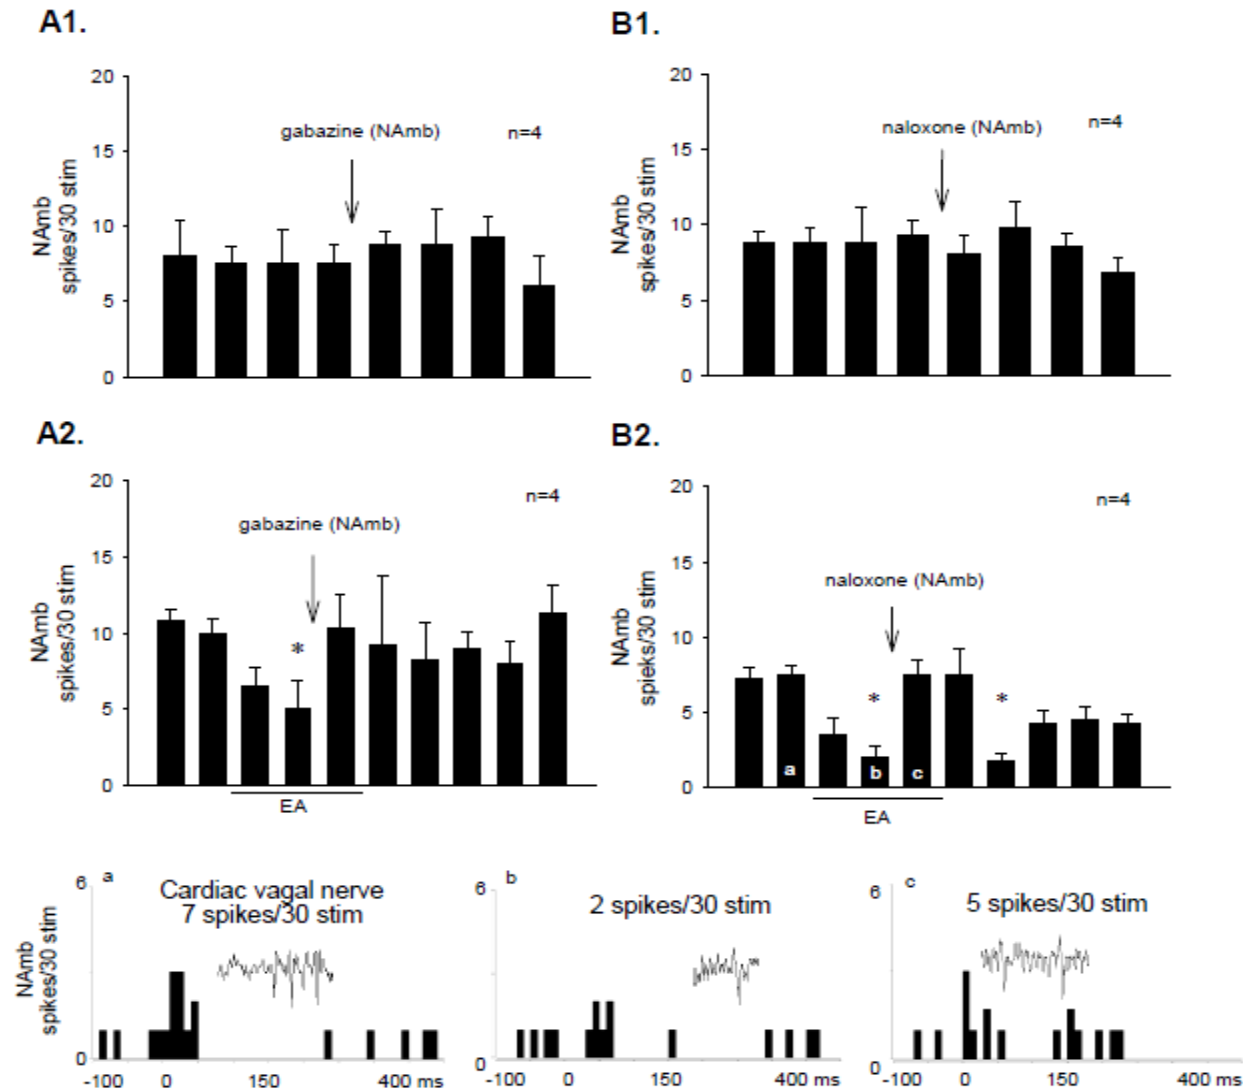 A1.
20
15
10
5
0
NAmb
spikes/30 stim
gabazine (NAmb)
n=4
B1.
20
15
10
5
0
NAmb
spikes/30 stim
naloxone (NAmb)
n=4
A2.
20
15
10
5
0
NAmb
spikes/30 stim
gabazine (NAmb)
n=4
*
EA
B2.
20
15
10
5
0
NAmb
spieks/30 stim
naloxone (NAmb)
n=4
*
*
a
b
c
EA
NAmb
spikes/30 stim
6
0
a
Cardiac vagal nerve
7 spikes/30 stim
-100 0 150 400 ms
6
0
b
2 spikes/30 stim
-100 0 150 400 ms
6
0
c
5 spikes/30 stim
-100 0 150 400 ms